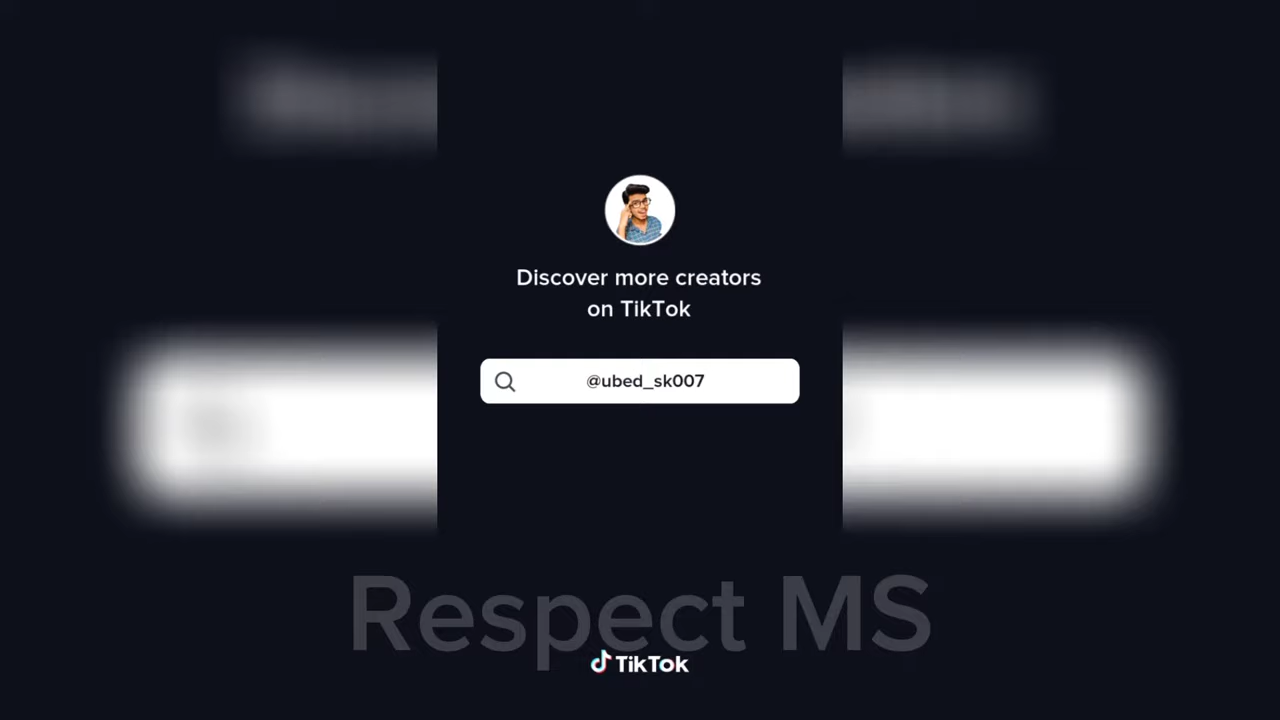 Discover more creators
on TikTok
@ubed_sk007
Respect MS
TikTok